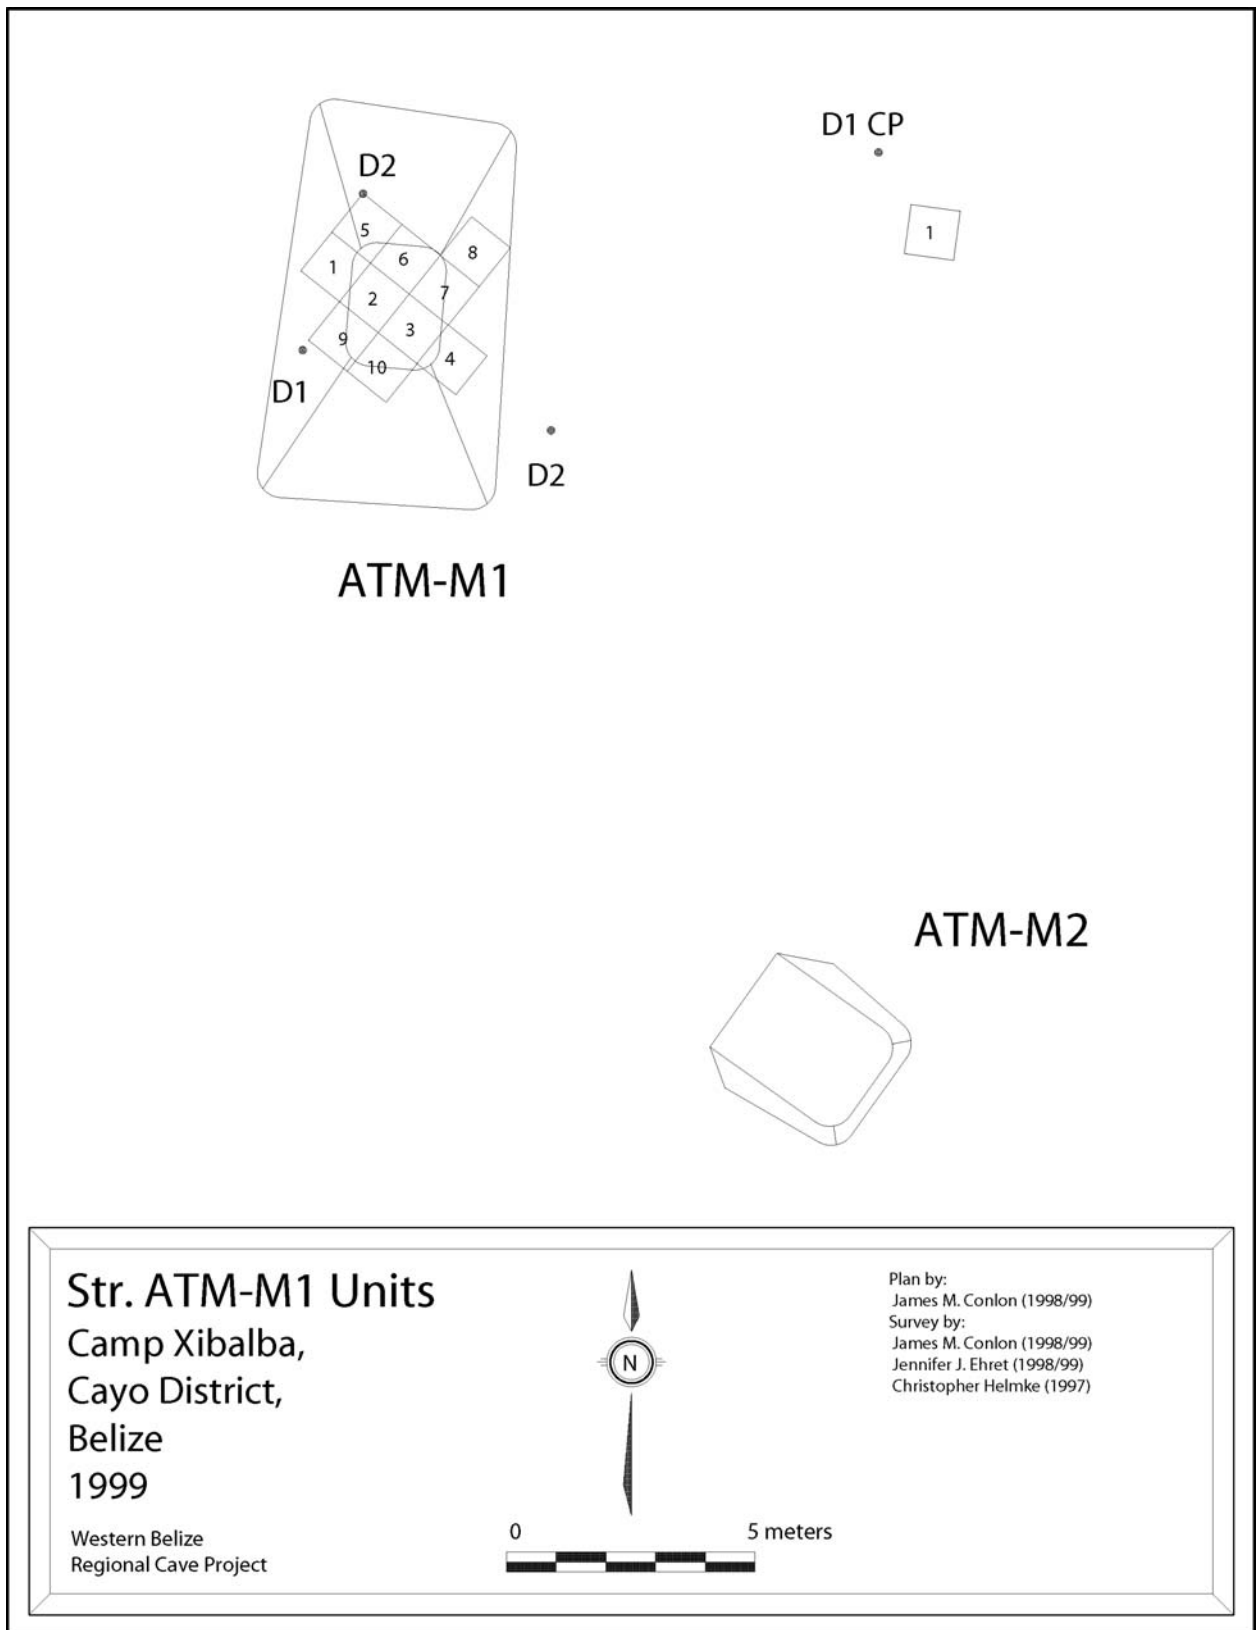 D1 CP
D2
1
5
8
6
1
7
2
3
9
4
10
D1
D2
ATM-M1
ATM-M2
Str. ATM-M1 Units
Camp Xibalba,
Cayo District,
Belize
1999
Western Belize
Regional Cave Project
N
0 5 meters
Plan by:
James M. Conlon (1998/99)
Survey by:
James M. Conlon (1998/99)
Jennifer J. Ehret (1998/99)
Christopher Helmke (1997)